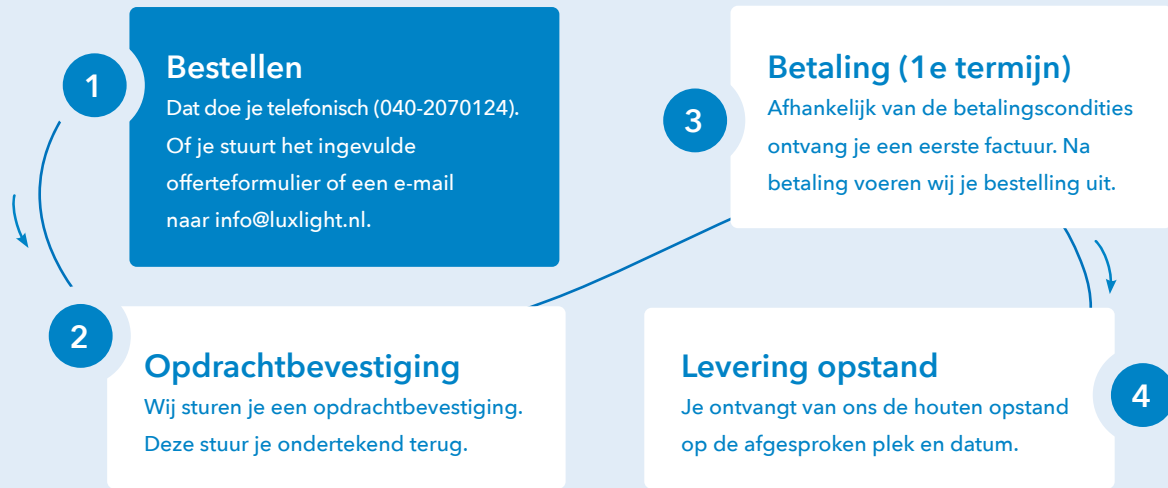 1
Bestellen
Dat doe je telefonisch (040-2070124).
Of je stuurt het ingevulde
offerteformulier of een e-mail
naar info@luxlight.nl.
2
Opdrachtbevestiging
Wij sturen je een opdrachtbevestiging.
Deze stuur je ondertekend terug.
3
Betaling (1e termijn)
Afhankelijk van de betalingscondities
ontvang je een eerste factuur. Na
betaling voeren wij je bestelling uit.
4
Levering opstand
Je ontvangt van ons de houten opstand
op de afgesproken plek en datum.